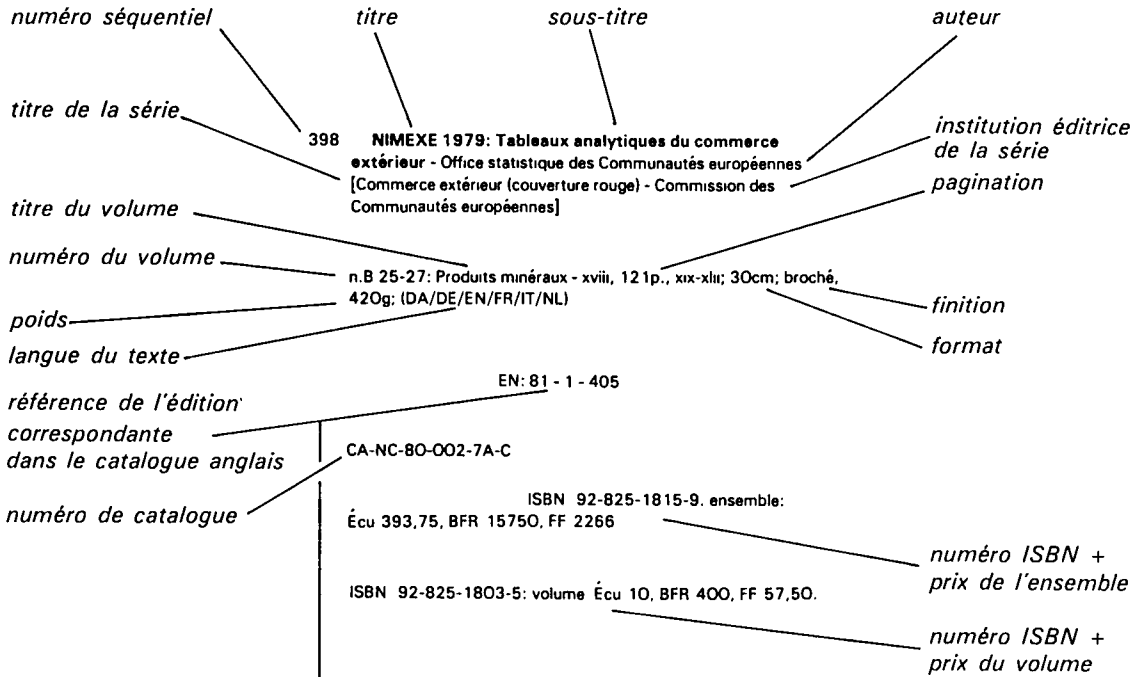 numéro séquentiel titre sous-titre auteur
titre de la série
398 NIMEXE 1979: Tableaux analytiques du commerce
extérieur - Office statistique des Communautés européennes
[Commerce extérieur (couverture rouge) - Commission des
Communautés européennes]
institution éditrice
de la série
pagination
titre du volume
numéro du volume
n.B 25-27: Produits minéraux - xviii, 121p., xix-xliii; 30cm; broché,
420g; (DA/DE/EN/FR/IT/NL)
poids
langue du texte
finition
format
EN: 81 - 1 - 405
référence de l'édition
correspondante
dans le catalogue anglais
CA-NC-80-002-7A-C
numéro de catalogue
ISBN 92-825-1815-9. ensemble:
Écu 393,75, BFR 15750, FF 2266
numéro ISBN +
prix de l'ensemble
ISBN 92-825-1803-5: volume Écu 10, BFR 400, FF 57,50.
numéro ISBN +
prix du volume